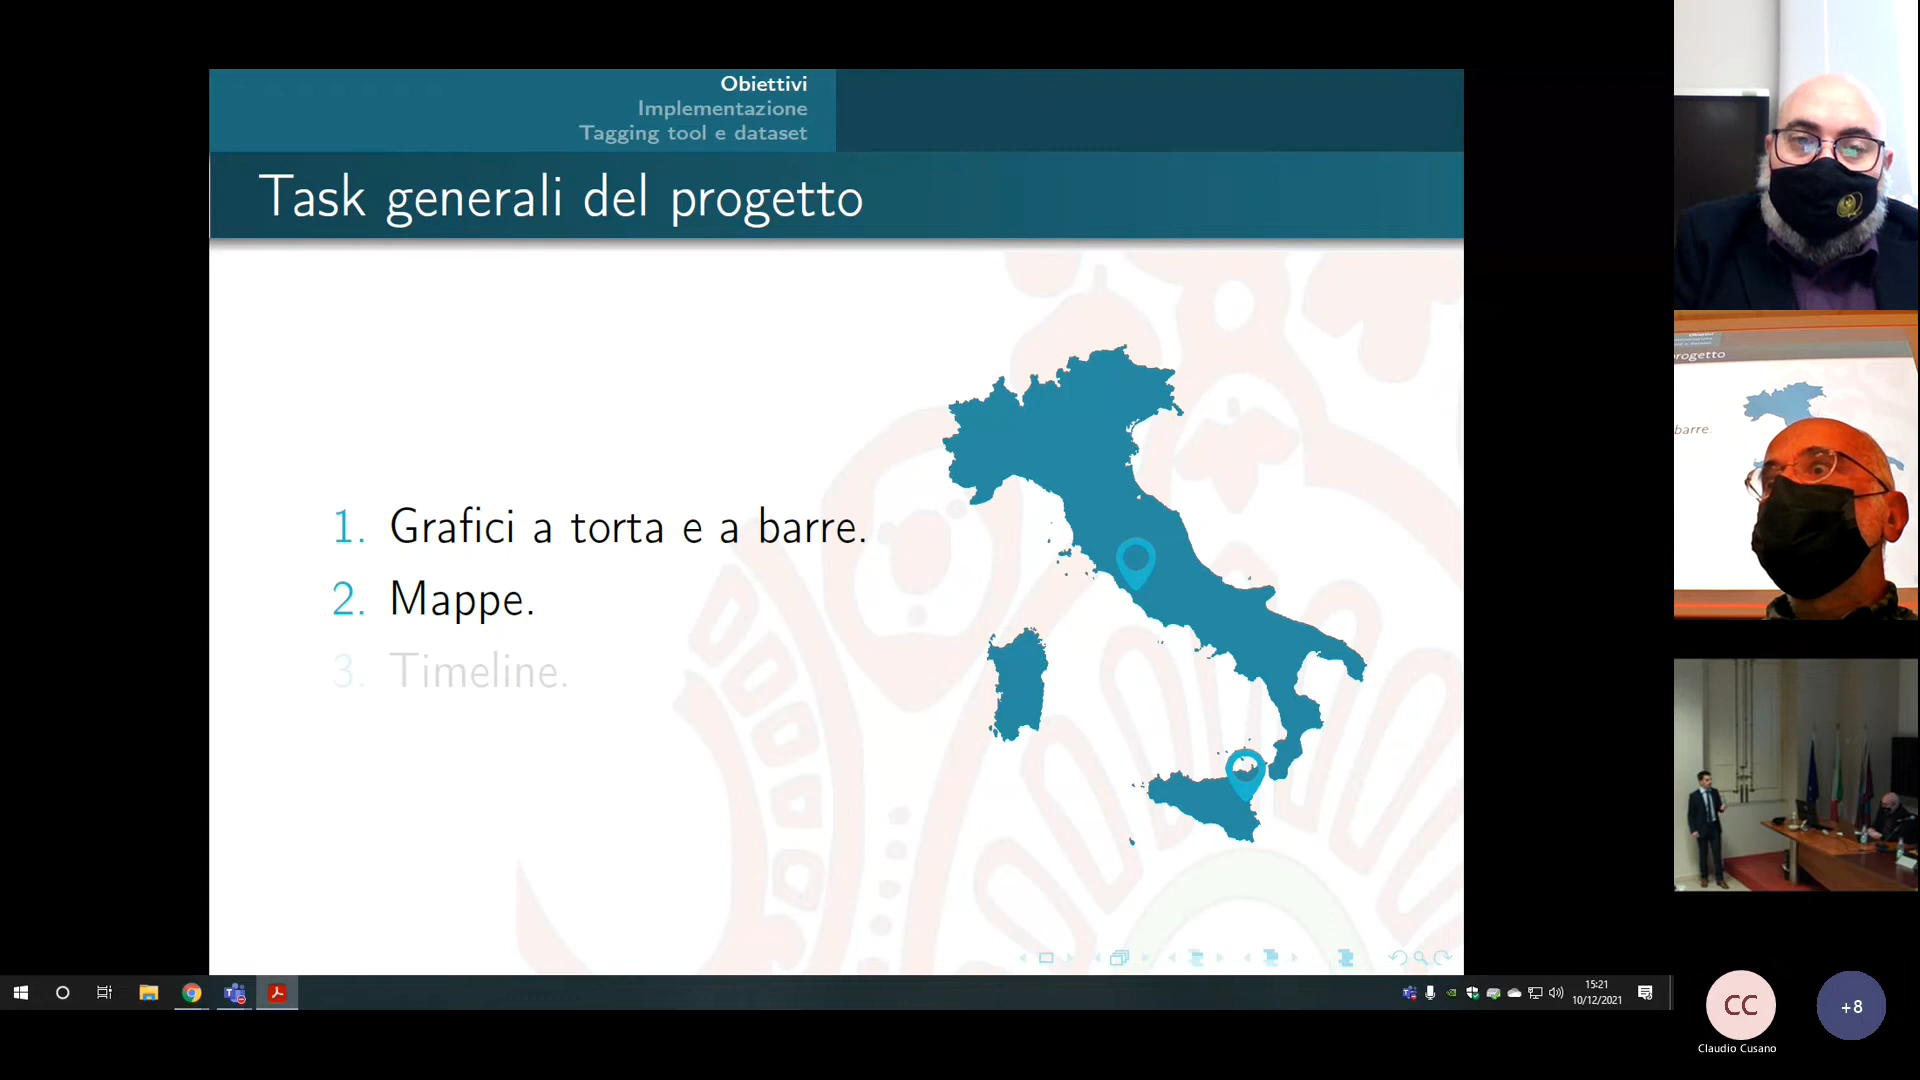 Obiettivi
Implementazione
Tagging tool e dataset
Task generali del progetto
1. Grafici a torta e a barre.
2. Mappe.
3. Timeline.
progetto
barre.
15:21
10/12/2021
CC
Claudio Cusano
+8